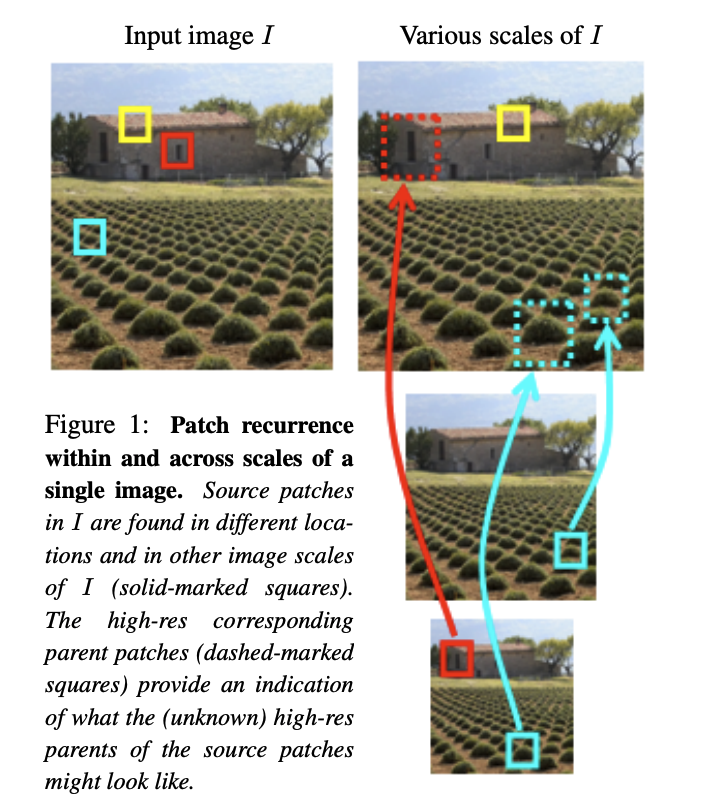 Input image I
Various scales of I
Figure 1: Patch recurrence
within and across scales of a
single image. Source patches
in I are found in different loca-
tions and in other image scales
of I (solid-marked squares).
The high-res corresponding
parent patches (dashed-marked
squares) provide an indication
of what the (unknown) high-res
parents of the source patches
might look like.